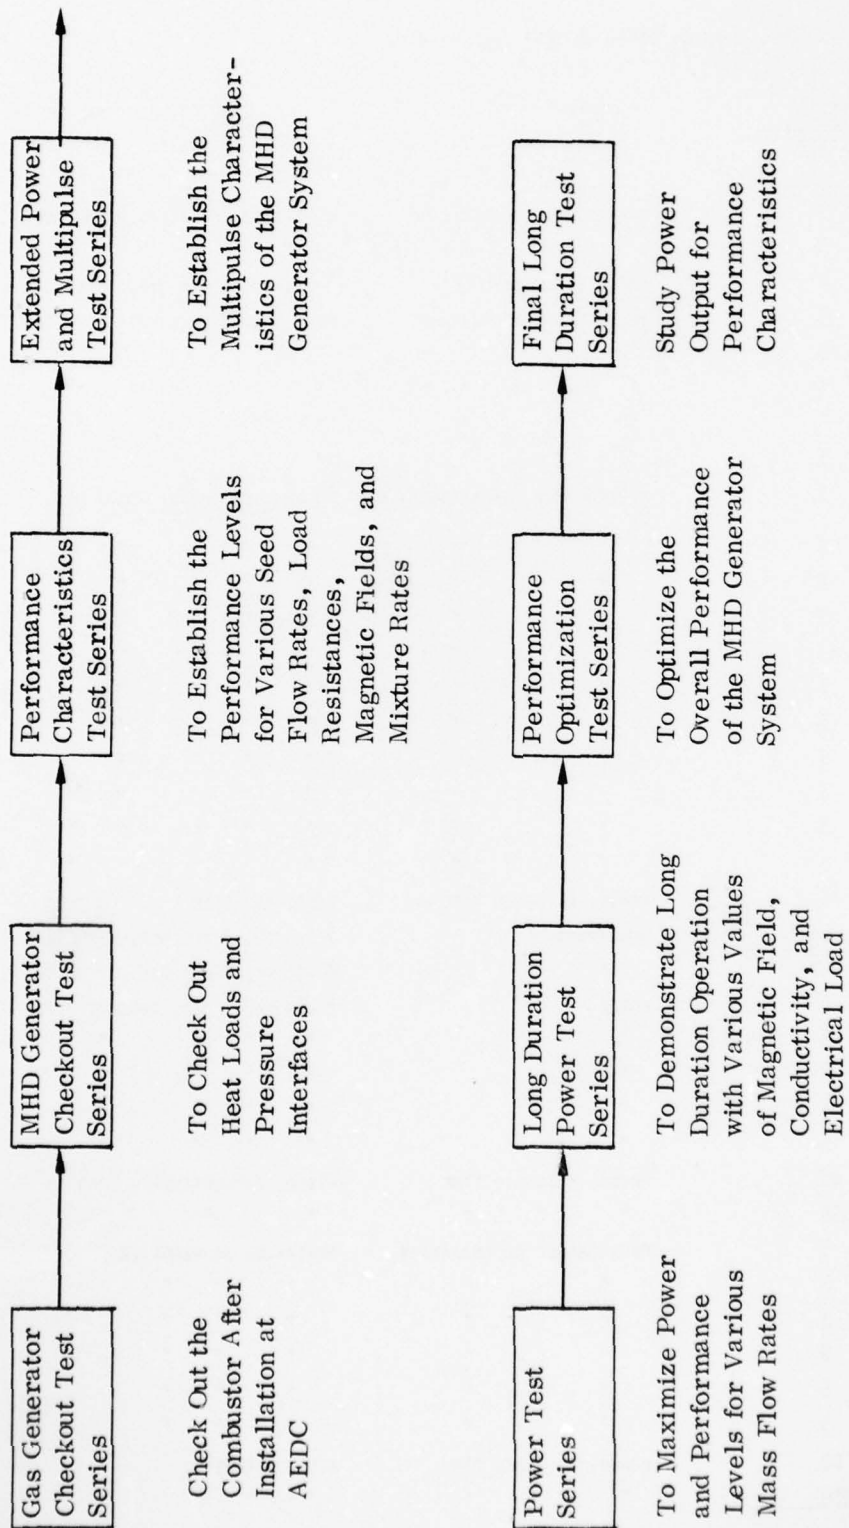 Gas Generator
Checkout Test
Series
Check Out the
Combustor After
Installation at
AEDC
MHD Generator
Checkout Test
Series
To Check Out
Heat Loads and
Pressure
Interfaces
Performance
Characteristics
Test Series
To Establish the
Performance Levels
for Various Seed
Flow Rates, Load
Resistances,
Magnetic Fields, and
Mixture Rates
Extended Power
and Multipulse
Test Series
To Establish the
Multipulse Character-
istics of the MHD
Generator System
Power Test
Series
To Maximize Power
and Performance
Levels for Various
Mass Flow Rates
Long Duration
Power Test
Series
To Demonstrate Long
Duration Operation
with Various Values
of Magnetic Field,
Conductivity, and
Electrical Load
Performance
Optimization
Test Series
To Optimize the
Overall Performance
of the MHD Generator
System
Final Long
Duration Test
Series
Study Power
Output for
Performance
Characteristics